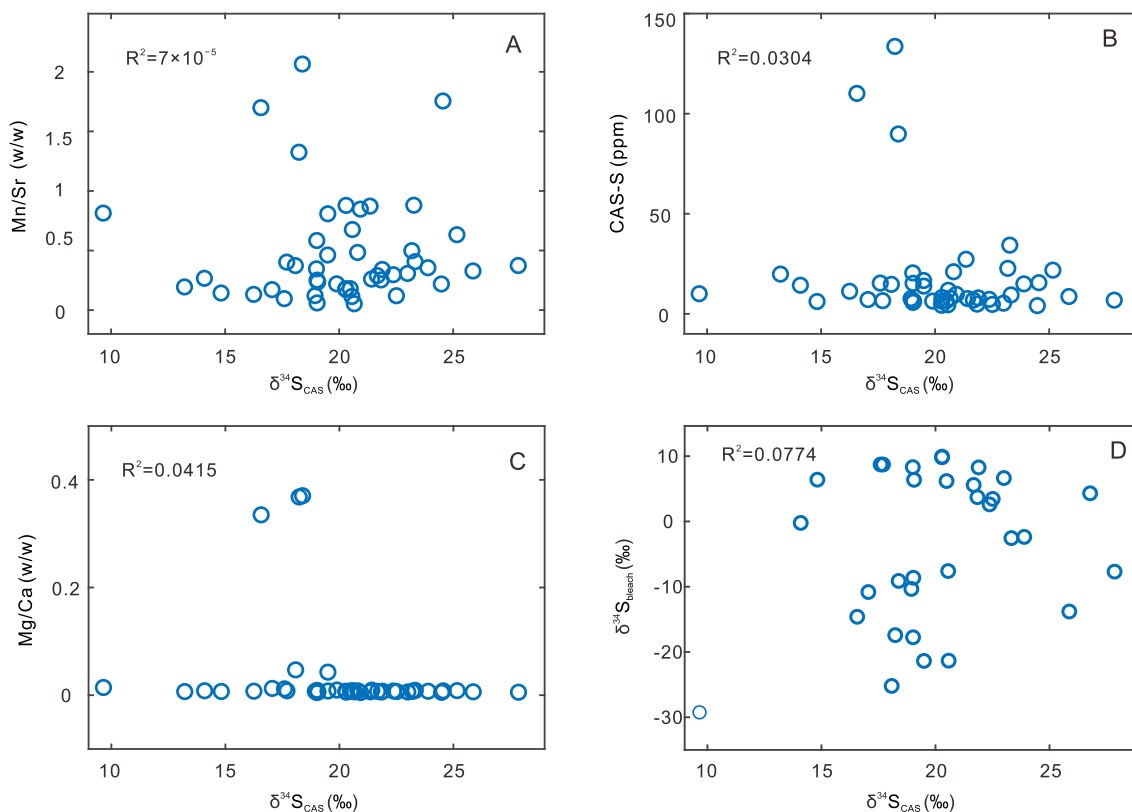 A
R²=7×10⁻⁵
Mn/Sr (w/w)
2
1.5
1
0.5
0
10 15 20 25
δ³⁴S_CAS (‰)
B
R²=0.0304
CAS-S (ppm)
150
100
50
0
10 15 20 25
δ³⁴S_CAS (‰)
C
R²=0.0415
Mg/Ca (w/w)
0.4
0.2
0
10 15 20 25
δ³⁴S_CAS (‰)
D
R²=0.0774
δ³⁴S_bleach (‰)
10
0
-10
-20
-30
10 15 20 25
δ³⁴S_CAS (‰)